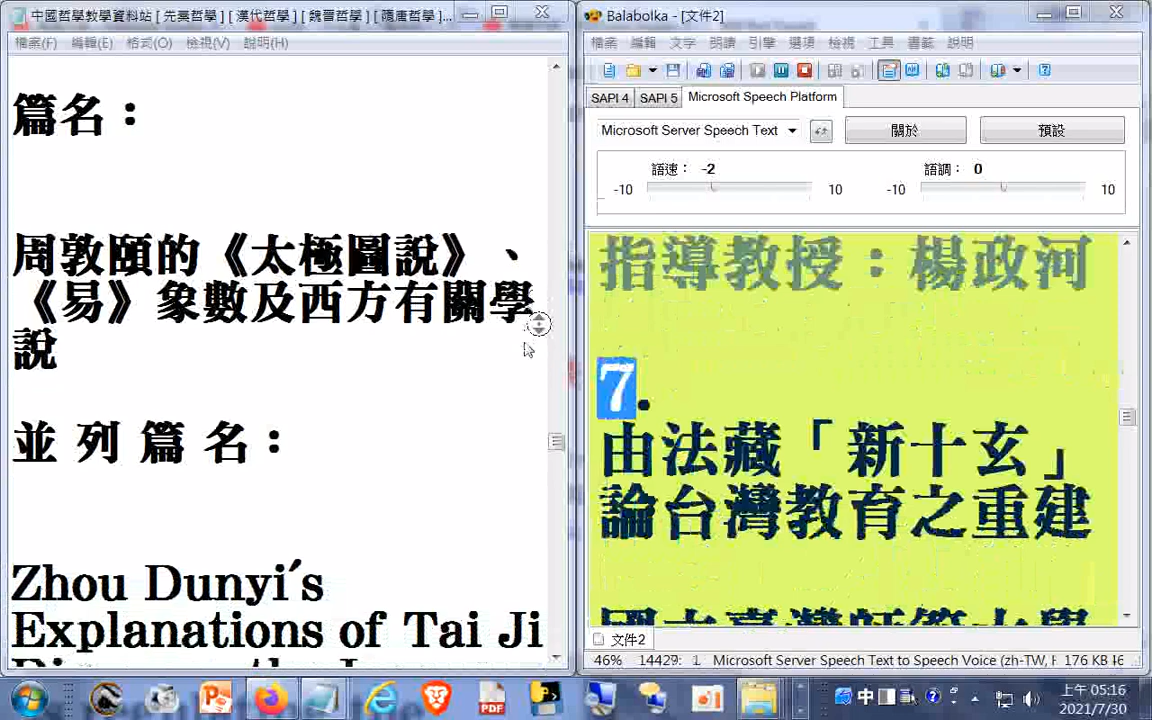 中國哲學教學資料站 [ 先秦哲學 ] [ 漢代哲學 ] [ 魏晉哲學 ] [ 隋唐哲學 ]...
檔案(F) 編輯(E) 格式(O) 檢視(V) 說明(H)
篇名：
周敦頤的《太極圖說》、
《易》象數及西方有關學
說
並 列 篇 名：
Zhou Dunyi's
Explanations of Tai Ji
Balabolka - [文件2]
檔案 編輯 文字 朗讀 引擎 選項 檢視 工具 書籤 說明
SAPI 4 SAPI 5 Microsoft Speech Platform
Microsoft Server Speech Text 關於 預設
語速： -2 語調： 0
-10 10 -10 10
指導教授：楊政河
7.
由法藏「新十玄」
論台灣教育之重建
國立臺灣師範大學
文件2
46% 14429: 1 Microsoft Server Speech Text to Speech Voice (zh-TW, 176 KB
中
上午 05:16
2021/7/30